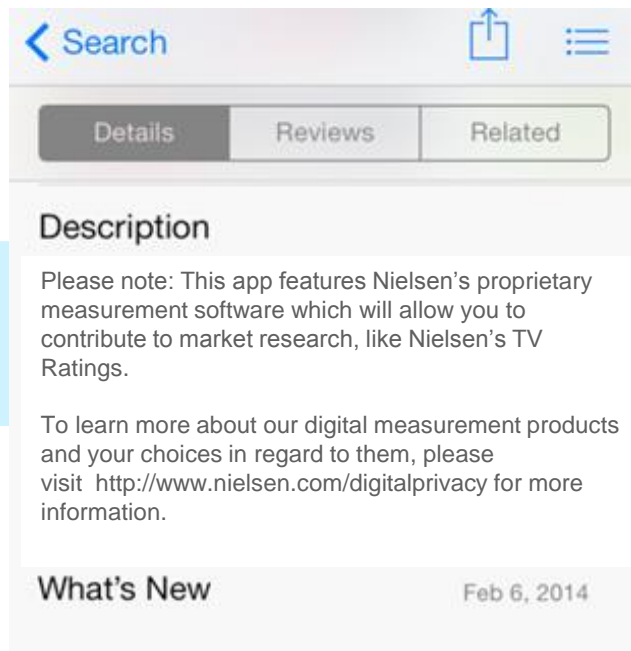 Search
Details Reviews Related
Description
Please note: This app features Nielsen’s proprietary
measurement software which will allow you to
contribute to market research, like Nielsen’s TV
Ratings.
To learn more about our digital measurement products
and your choices in regard to them, please
visit  http://www.nielsen.com/digitalprivacy for more
information.
What’s New Feb 6, 2014